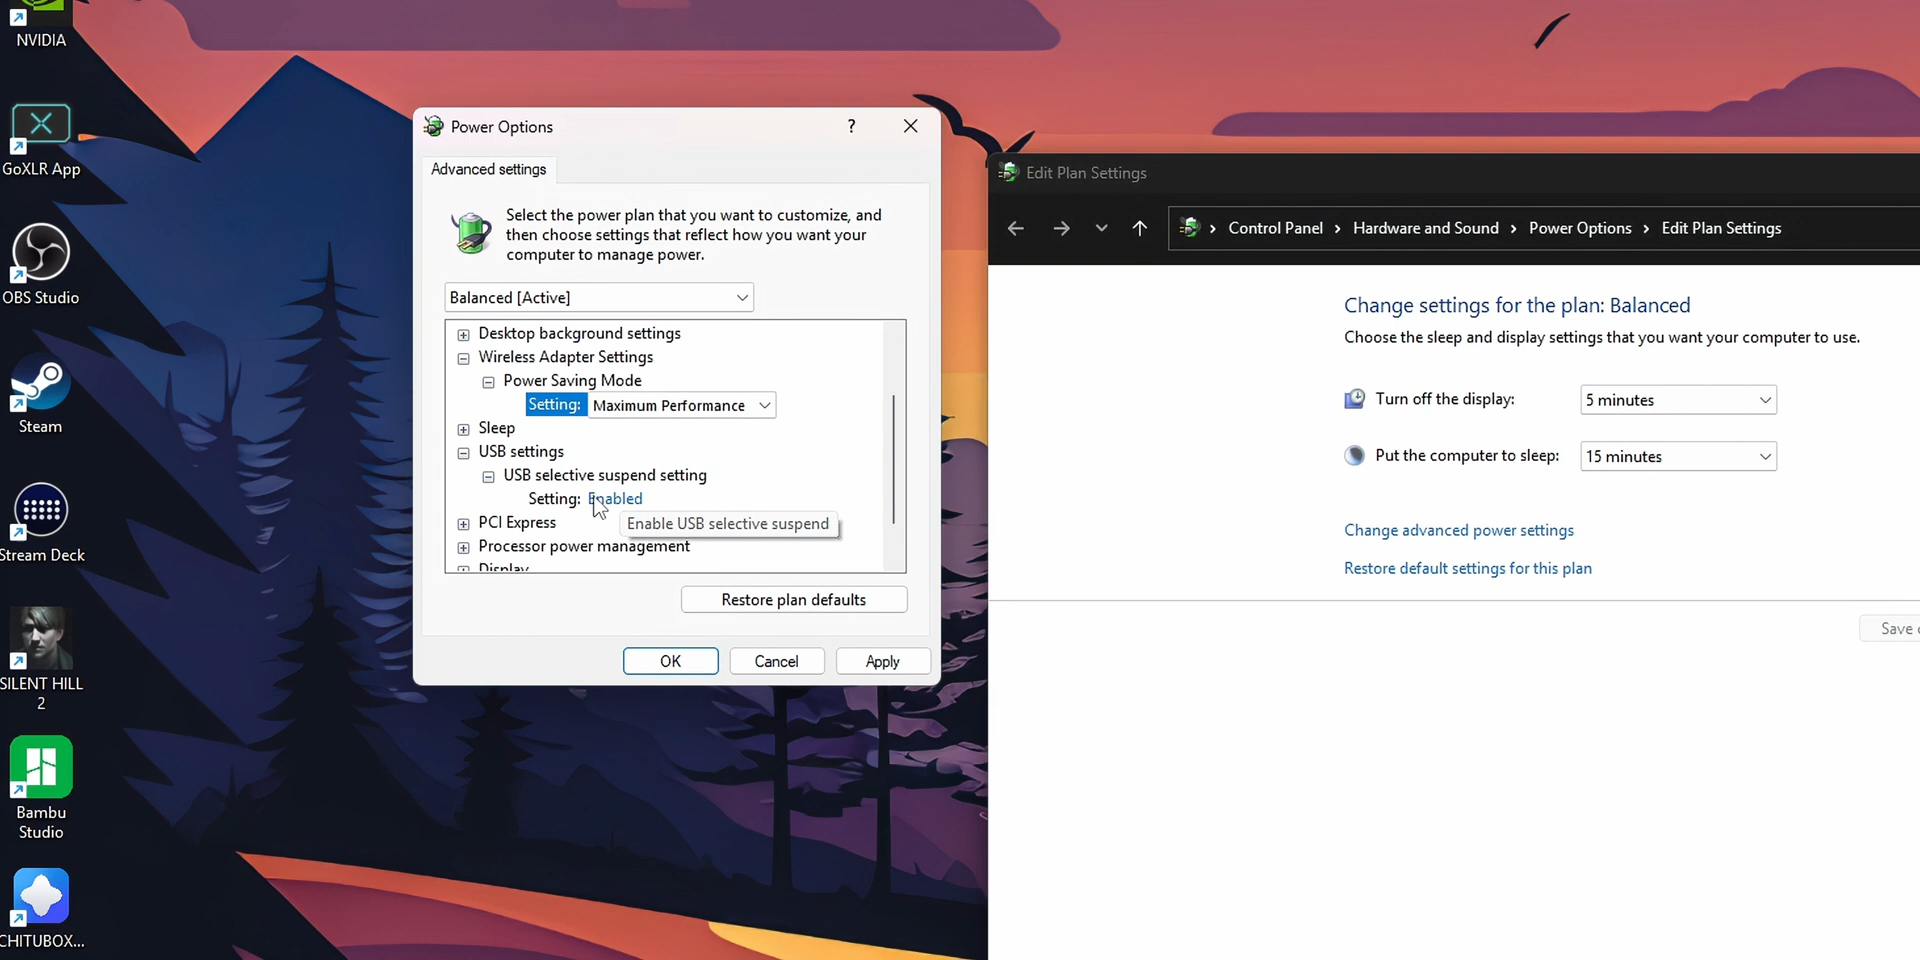 NVIDIA
GoXLR App
OBS Studio
Steam
Stream Deck
SILENT HILL
2
Bambu
Studio
CHITUBOX...
Power Options
?
Advanced settings
Select the power plan that you want to customize, and
then choose settings that reflect how you want your
computer to manage power.
Balanced [Active]
Desktop background settings
Wireless Adapter Settings
Power Saving Mode
Setting: Maximum Performance
Sleep
USB settings
USB selective suspend setting
Setting: Enabled
PCI Express
Enable USB selective suspend
Processor power management
Display
Restore plan defaults
OK
Cancel
Apply
Edit Plan Settings
Control Panel > Hardware and Sound > Power Options > Edit Plan Settings
Change settings for the plan: Balanced
Choose the sleep and display settings that you want your computer to use.
Turn off the display: 5 minutes
Put the computer to sleep: 15 minutes
Change advanced power settings
Restore default settings for this plan
Save